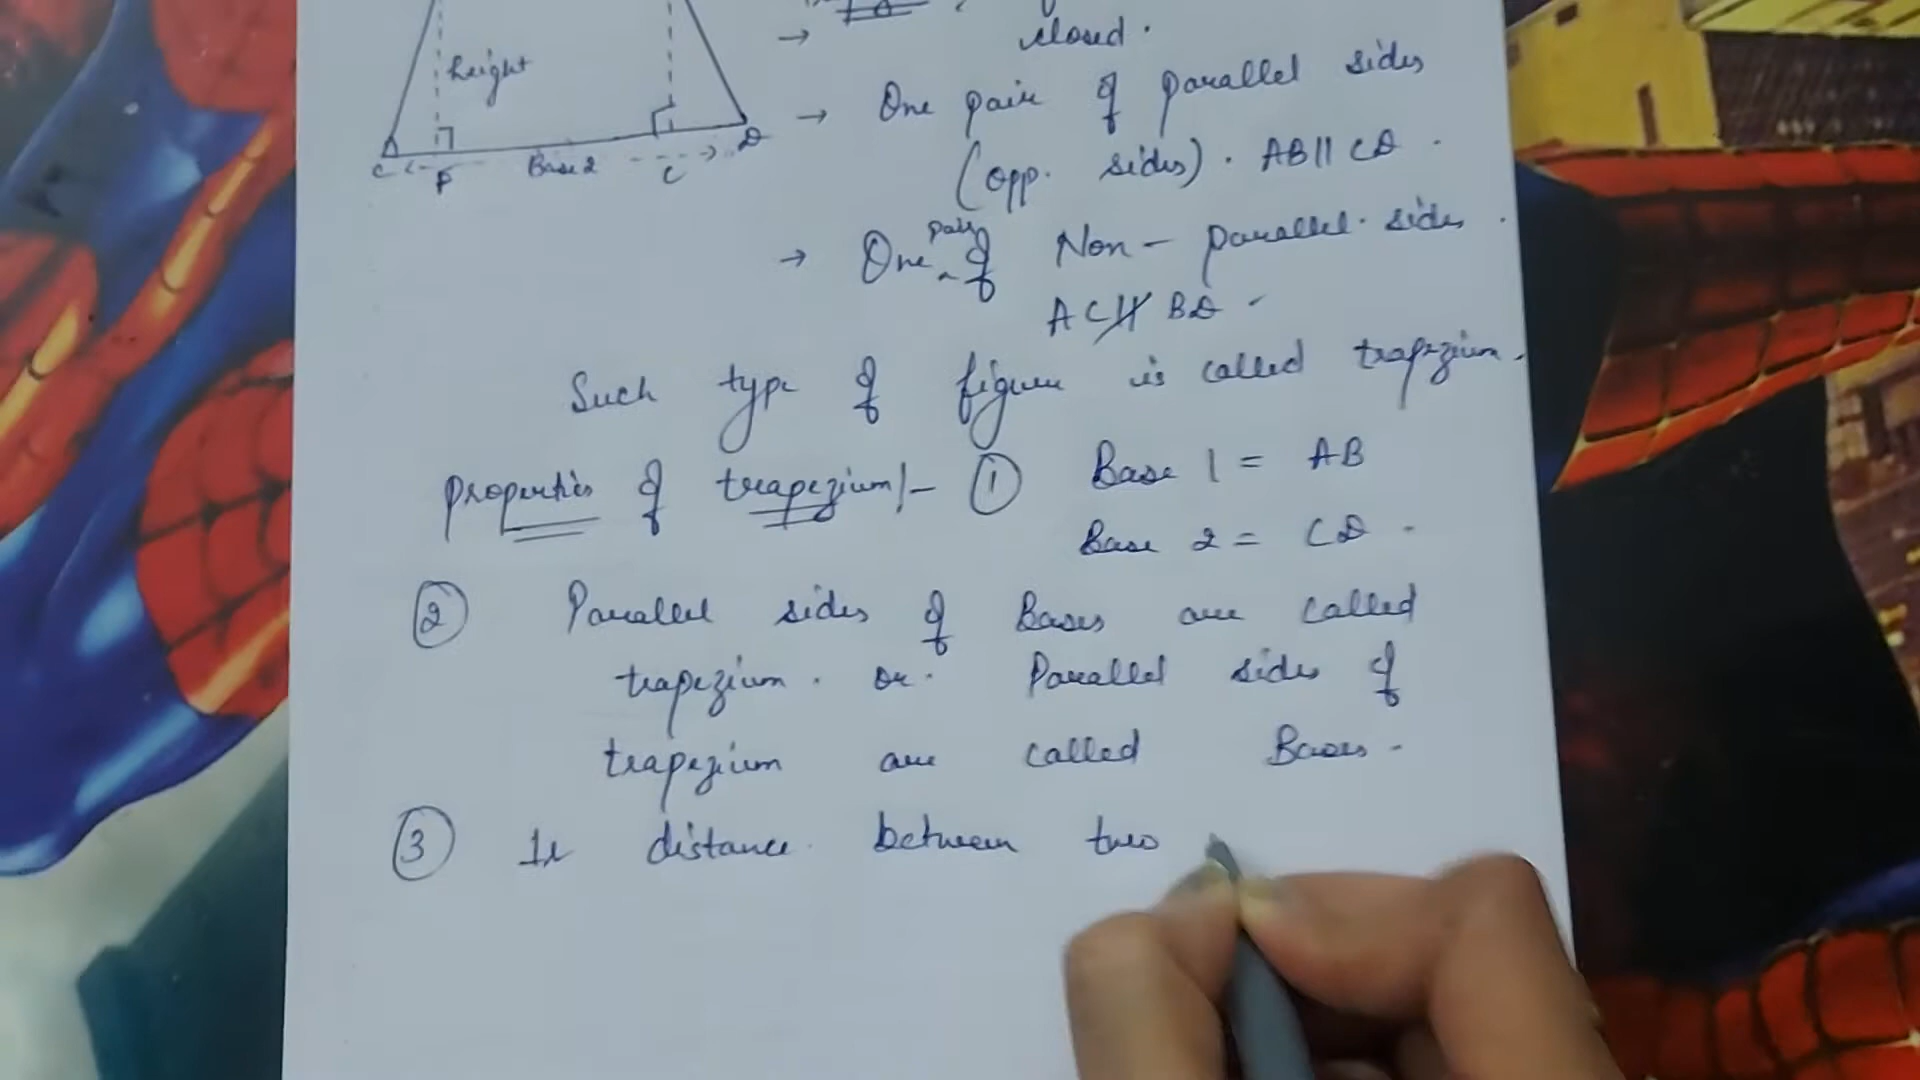 closed.
height
→ One pair of parallel sides
(opp. sides). AB||CD.
C F Base 2 C D
→ One pair of Non-parallel sides.
AC∦BD
Such type of figure is called trapezium.
Properties of trapezium:- ① Base 1 = AB
Base 2 = CD.
② Parallel sides of Bases are called
trapezium. or. Parallel sides of
trapezium are called Bases.
③ distance between two